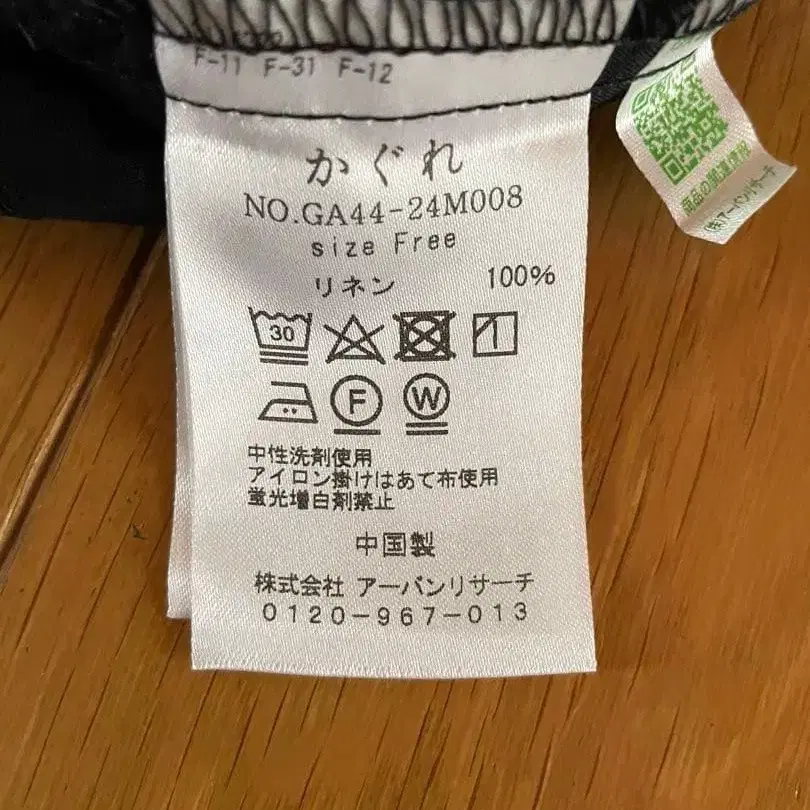 F-11 F-31 F-12
かぐれ
NO.GA44-24M008
size Free
リネン 100%
30
F W
中性洗剤使用
アイロン掛けはあて布使用
蛍光増白剤禁止
中国製
株式会社 アーバンリサーチ
0120-967-013